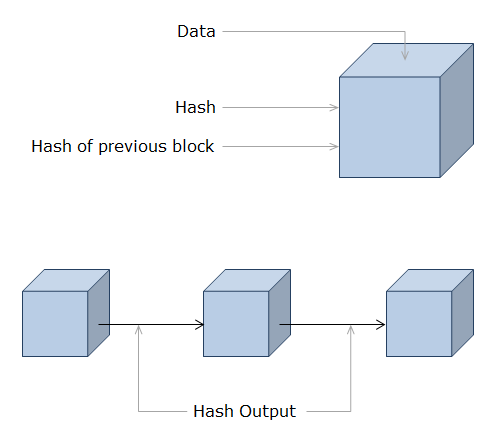 Data
Hash
Hash of previous block
Hash Output